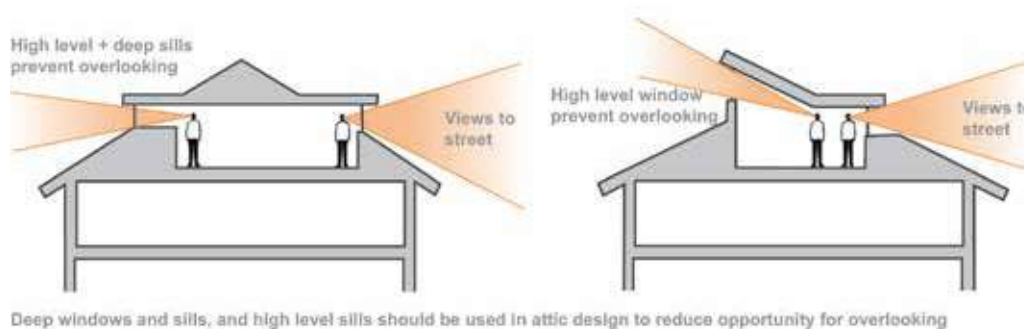 High level + deep sills
prevent overlooking
Views to
street
High level window
prevent overlooking
Views to
street
Deep windows and sills, and high level sills should be used in attic design to reduce opportunity for overlooking